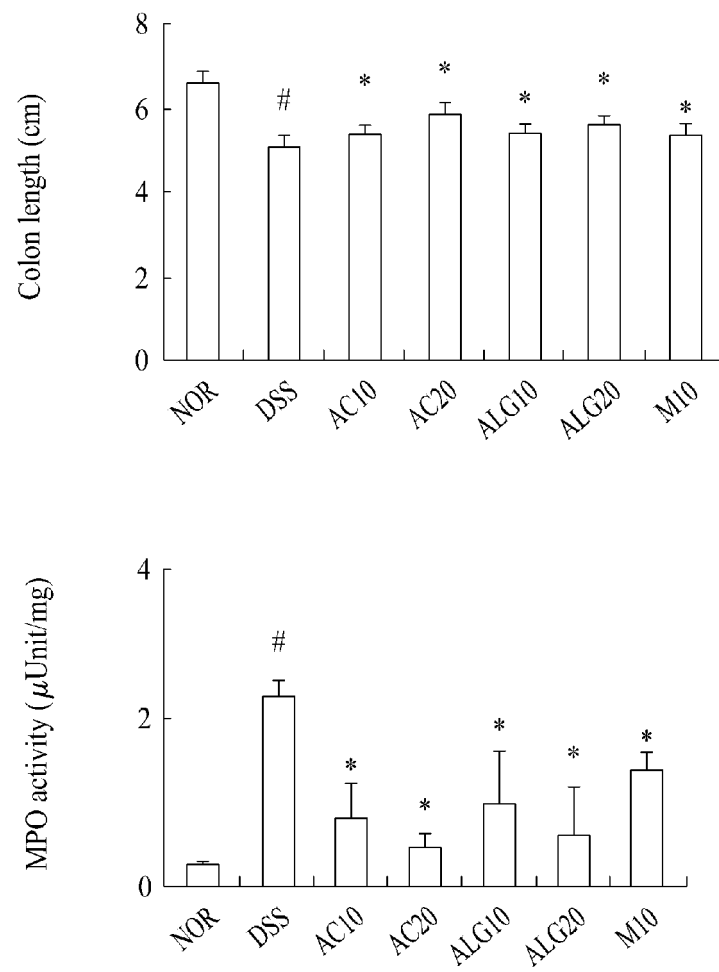 Colon length (cm)
8
6
4
2
0
#
*
*
*
*
*
NOR
DSS
AC10
AC20
ALG10
ALG20
M10
MPO activity (μUnit/mg)
4
2
0
#
*
*
*
*
*
NOR
DSS
AC10
AC20
ALG10
ALG20
M10